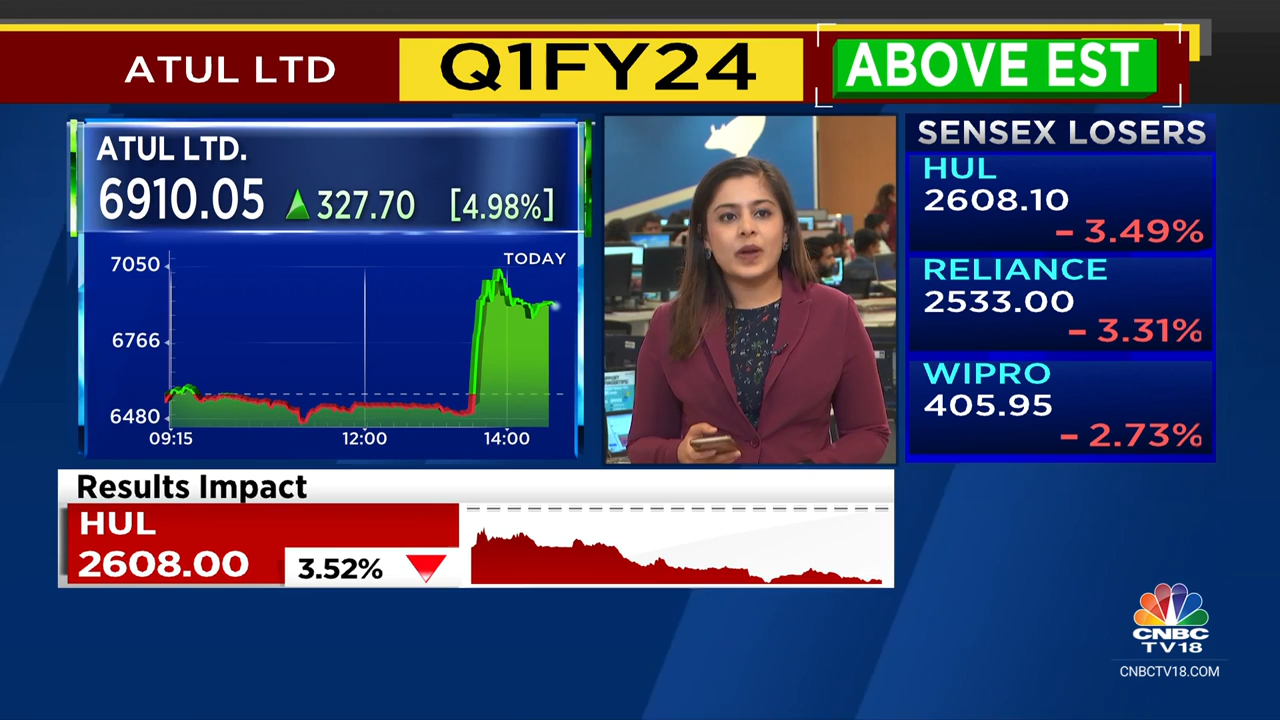 ATUL LTD
Q1FY24
ABOVE EST
ATUL LTD.
6910.05 ▲ 327.70 [4.98%]
TODAY
7050
6766
6480
09:15 12:00 14:00
SENSEX LOSERS
HUL
2608.10
– 3.49%
RELIANCE
2533.00
– 3.31%
WIPRO
405.95
– 2.73%
Results Impact
HUL
2608.00 3.52% ▼
CNBC
TV18
CNBCTV18.COM